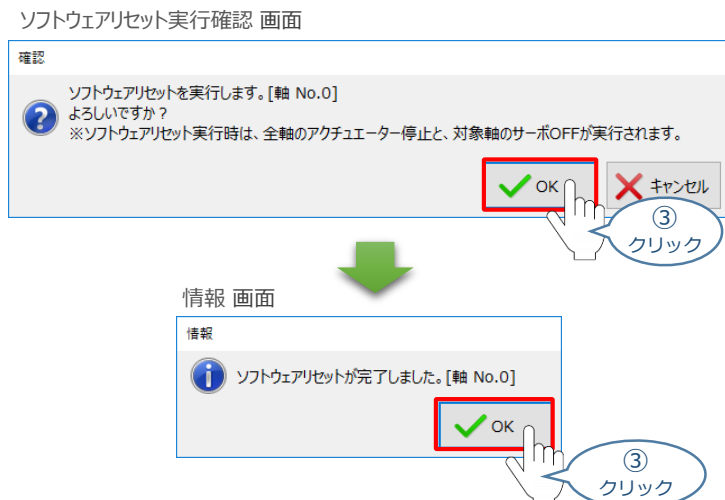 ソフトウェアリセット実行確認 画面
確認
ソフトウェアリセットを実行します。[軸 No.0]
よろしいですか？
※ソフトウェアリセット実行時は、全軸のアクチュエーター停止と、対象軸のサーボOFFが実行されます。
OK
キャンセル
③
クリック
情報 画面
情報
ソフトウェアリセットが完了しました。[軸 No.0]
OK
③
クリック